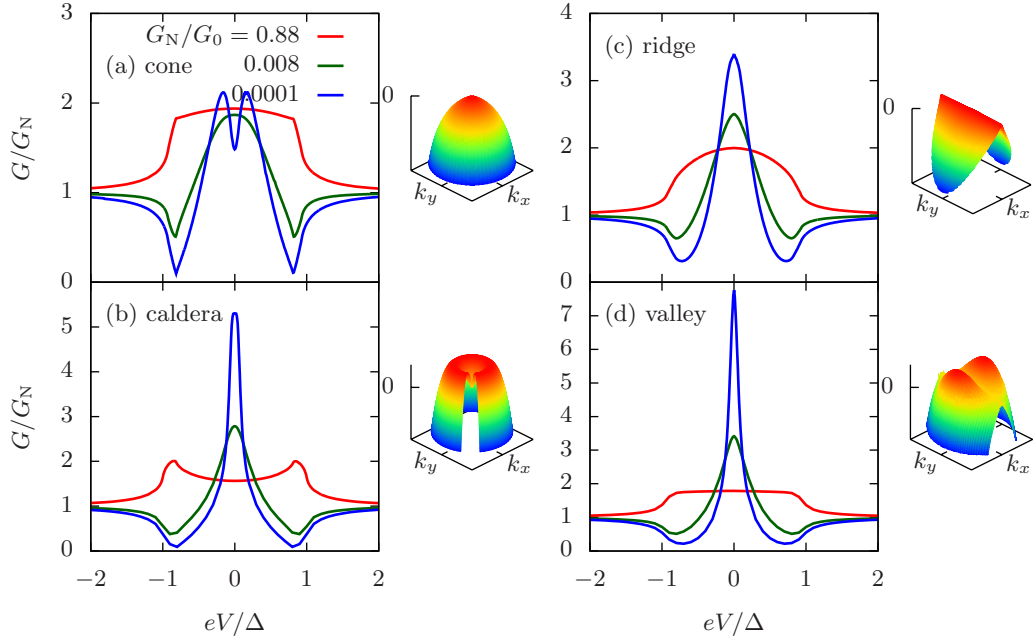 3
G_N/G_0 = 0.88
(a) cone
0.008
0.0001
2
G/G_N
1
0
0
k_y
k_x
4
(c) ridge
3
G/G_N
2
1
0
0
k_y
k_x
(b) caldera
5
4
G/G_N
3
2
1
0
−2
−1
0
1
2
eV/Δ
0
k_y
k_x
(d) valley
7
6
5
G/G_N
4
3
2
1
0
−2
−1
0
1
2
eV/Δ
0
k_y
k_x